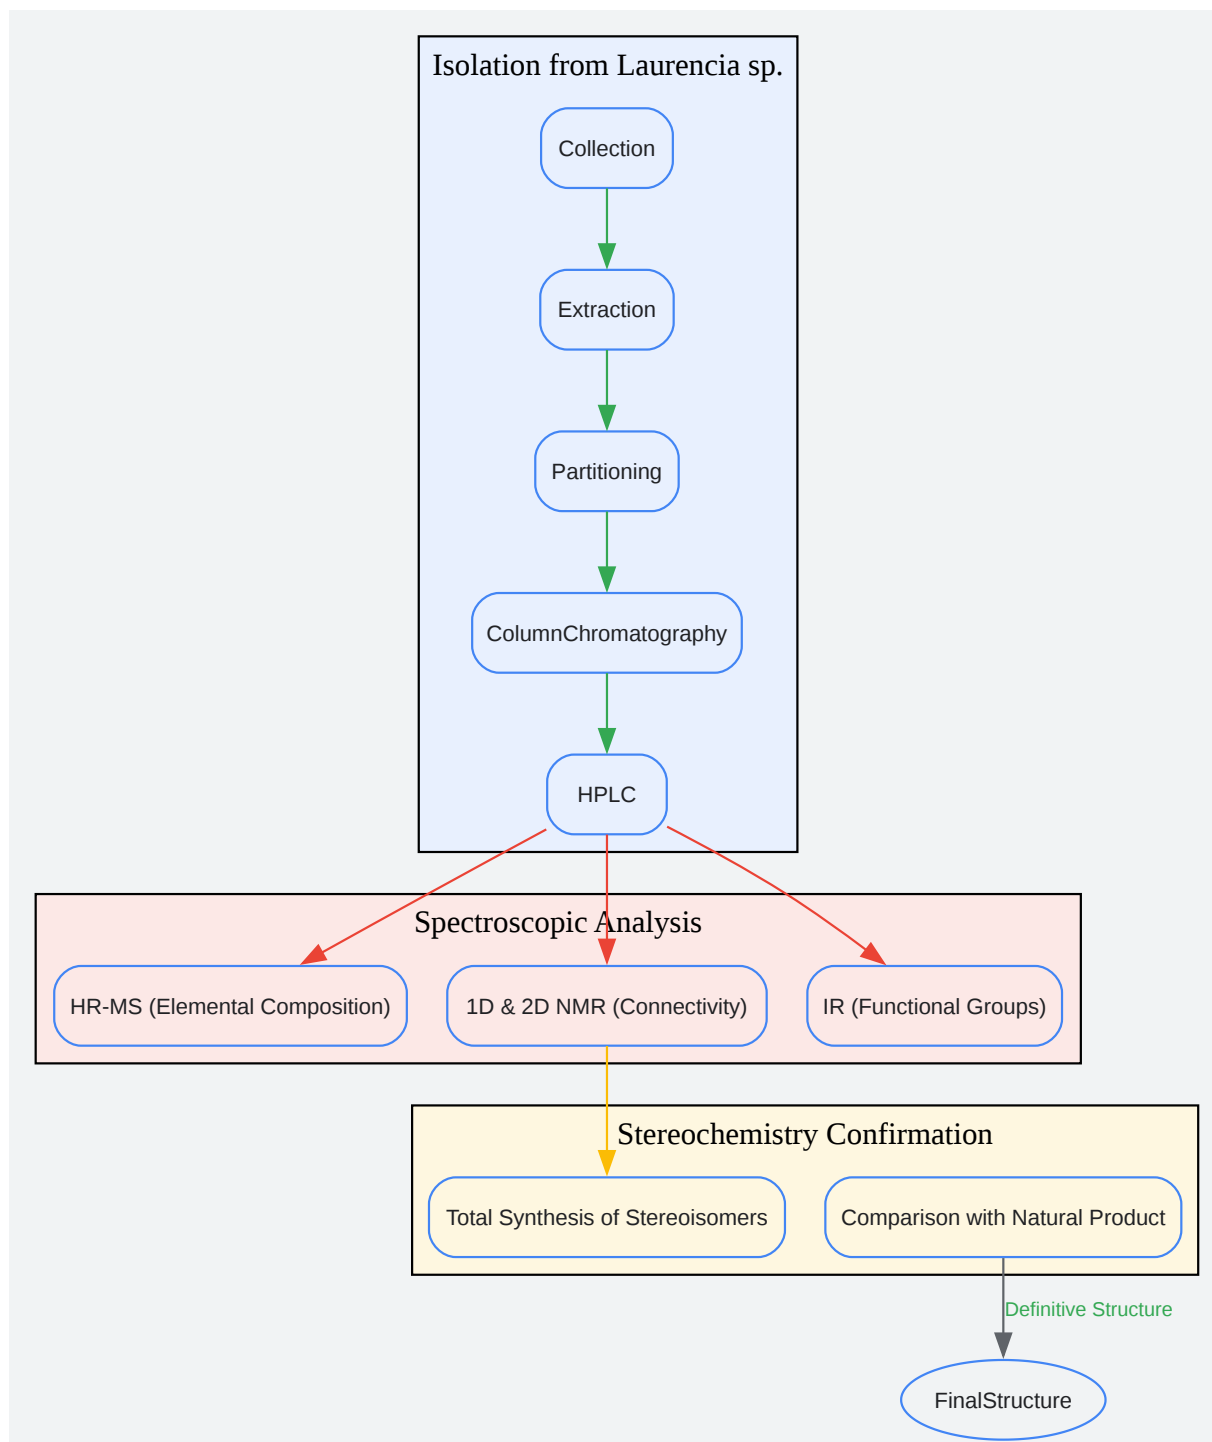 Isolation from Laurencia sp.
Collection
Extraction
Partitioning
ColumnChromatography
HPLC
Spectroscopic Analysis
HR-MS (Elemental Composition)
1D & 2D NMR (Connectivity)
IR (Functional Groups)
Stereochemistry Confirmation
Total Synthesis of Stereoisomers
Comparison with Natural Product
Definitive Structure
FinalStructure